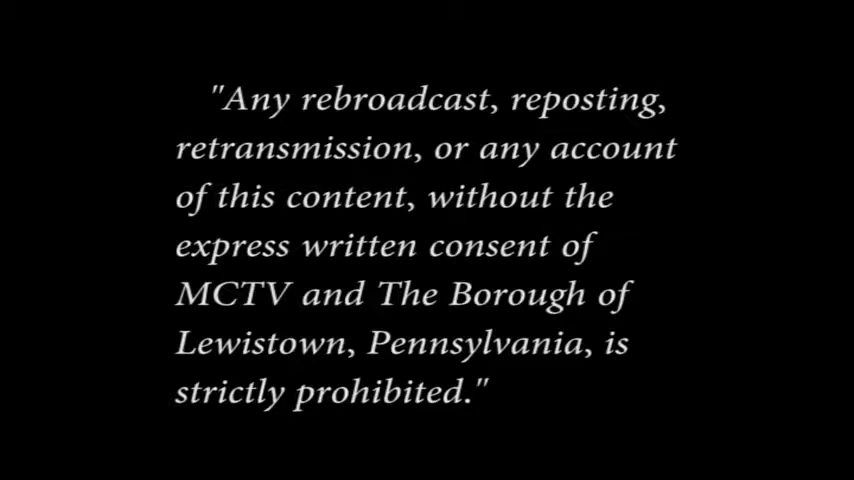 "Any rebroadcast, reposting,
retransmission, or any account
of this content, without the
express written consent of
MCTV and The Borough of
Lewistown, Pennsylvania, is
strictly prohibited."